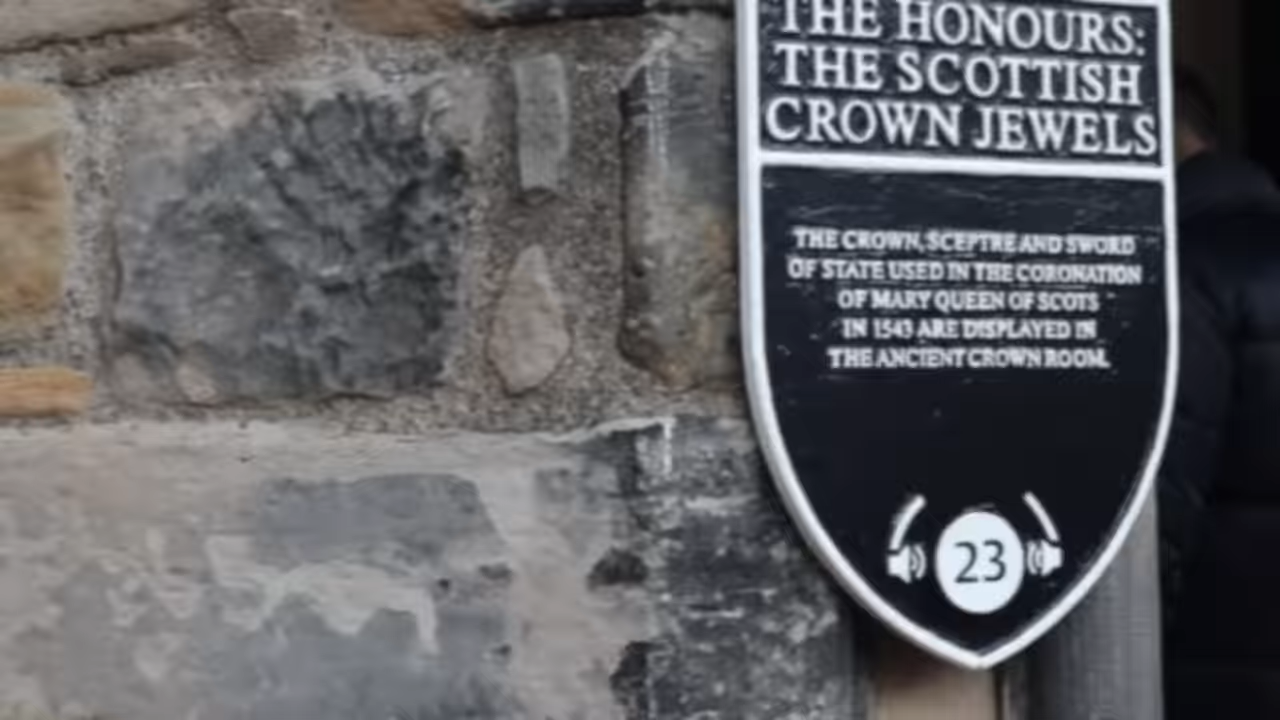 THE HONOURS:
THE SCOTTISH
CROWN JEWELS
THE CROWN, SCEPTRE AND SWORD
OF STATE USED IN THE CORONATION
OF MARY QUEEN OF SCOTS
IN 1543 ARE DISPLAYED IN
THE ANCIENT CROWN ROOM.
23